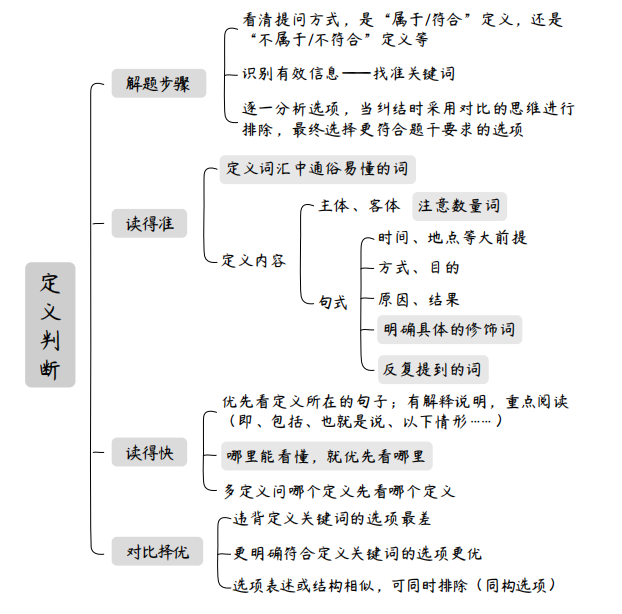 定义判断
解题步骤
看清提问方式，是“属于/符合”定义，还是
“不属于/不符合”定义等
识别有效信息——找准关键词
逐一分析选项，当纠结时采用对比的思维进行
排除，最终选择更符合题干要求的选项
读得准
定义词汇中通俗易懂的词
定义内容
主体、客体 注意数量词
句式
时间、地点等大前提
方式、目的
原因、结果
明确具体的修饰词
反复提到的词
读得快
优先看定义所在的句子；有解释说明，重点阅读
（即、包括、也就是说、以下情形……）
哪里能看懂，就优先看哪里
多定义问哪个定义先看哪个定义
对比择优
违背定义关键词的选项最差
更明确符合定义关键词的选项更优
选项表述或结构相似，可同时排除（同构选项）